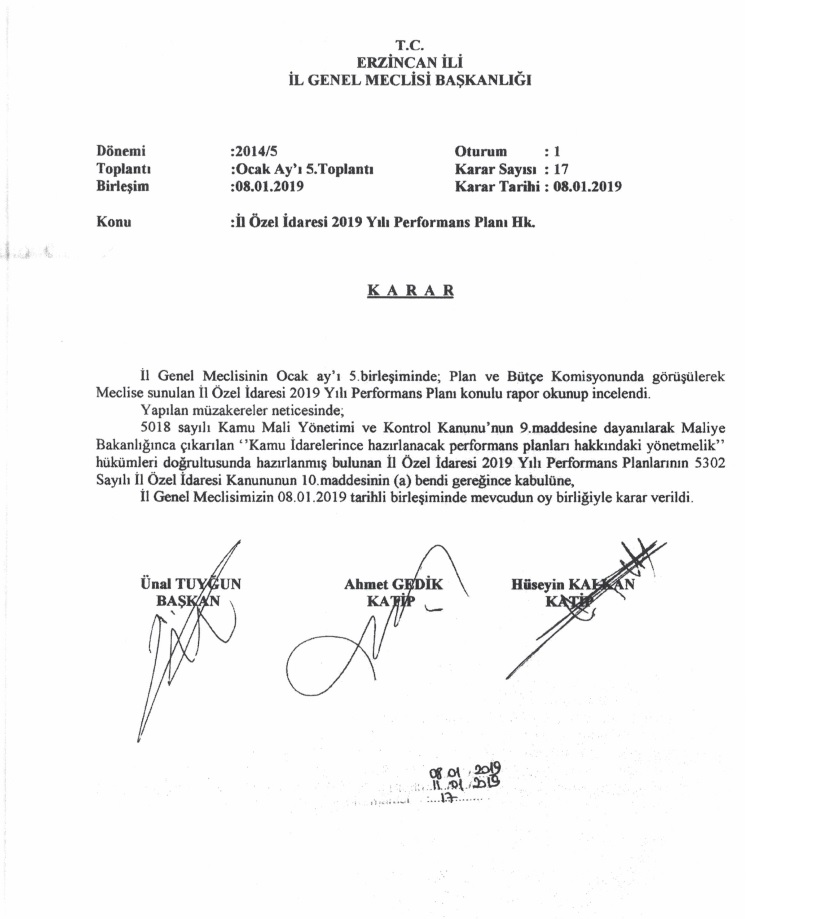 T.C.
ERZİNCAN İLİ
İL GENEL MECLİSİ BAŞKANLIĞI
Dönemi :2014/5 Oturum : 1
Toplantı :Ocak Ay’ı 5.Toplantı Karar Sayısı : 17
Birleşim :08.01.2019 Karar Tarihi : 08.01.2019
Konu :İl Özel İdaresi 2019 Yılı Performans Planı Hk.
K A R A R
İl Genel Meclisinin Ocak ay’ı 5.birleşiminde; Plan ve Bütçe Komisyonunda görüşülerek
Meclise sunulan İl Özel İdaresi 2019 Yılı Performans Planı konulu rapor okunup incelendi.
Yapılan müzakereler neticesinde;
5018 sayılı Kamu Mali Yönetimi ve Kontrol Kanunu’nun 9.maddesine dayanılarak Maliye
Bakanlığınca çıkarılan ‘’Kamu İdarelerince hazırlanacak performans planları hakkındaki yönetmelik’’
hükümleri doğrultusunda hazırlanmış bulunan İl Özel İdaresi 2019 Yılı Performans Planlarının 5302
Sayılı İl Özel İdaresi Kanununun 10.maddesinin (a) bendi gereğince kabulüne,
İl Genel Meclisimizin 08.01.2019 tarihli birleşiminde mevcudun oy birliğiyle karar verildi.
Ünal TUYĞUN Ahmet GEDİK Hüseyin KALKAN
BAŞKAN KATİP KATİP
08.01.2019
11.01.2019
17